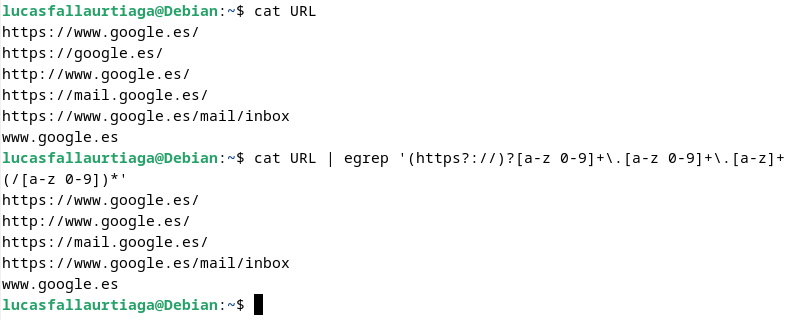 lucasfallaurtiaga@Debian:~$ cat URL
https://www.google.es/
https://google.es/
http://www.google.es/
https://mail.google.es/
https://www.google.es/mail/inbox
www.google.es
lucasfallaurtiaga@Debian:~$ cat URL | egrep '(https?://)?[a-z 0-9]+\.[a-z 0-9]+\.[a-z]+
(/[a-z 0-9])*'
https://www.google.es/
http://www.google.es/
https://mail.google.es/
https://www.google.es/mail/inbox
www.google.es
lucasfallaurtiaga@Debian:~$